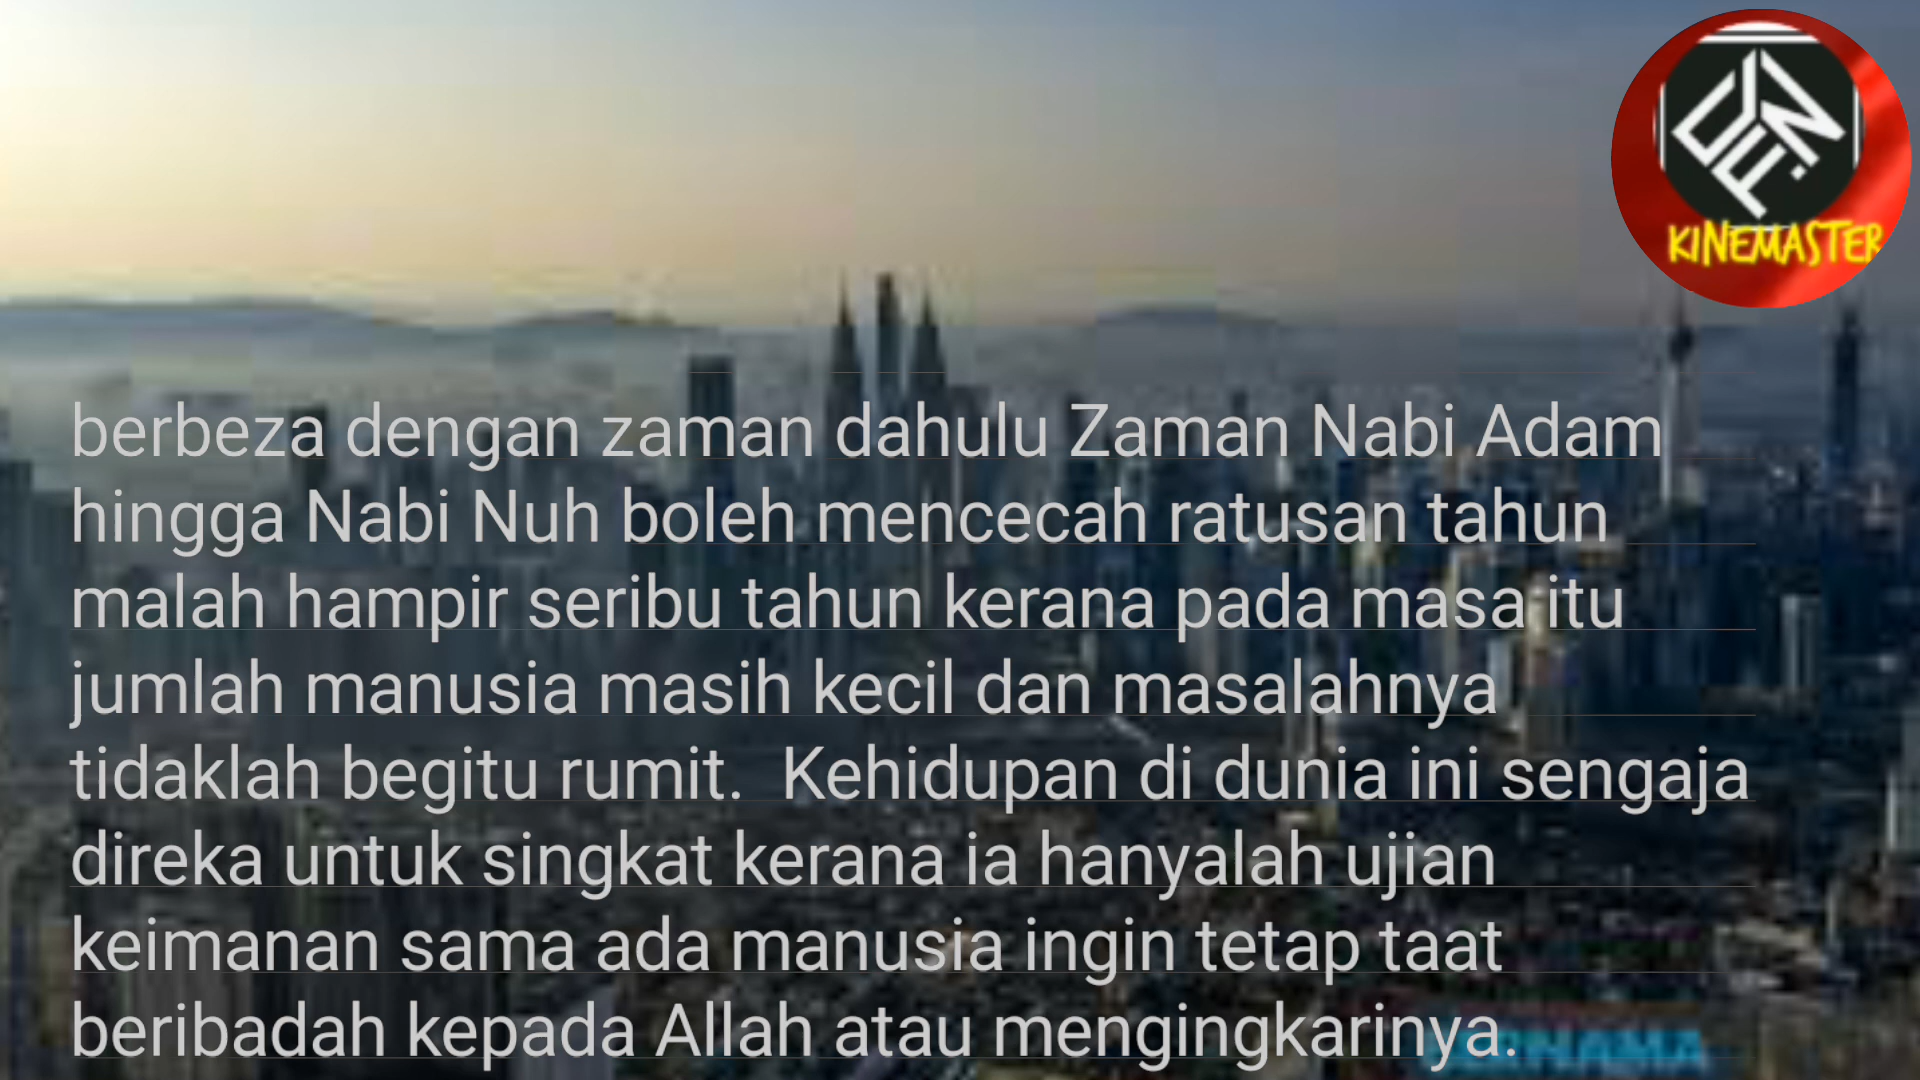 DYFN.
KINEMASTER
berbeza dengan zaman dahulu Zaman Nabi Adam
hingga Nabi Nuh boleh mencecah ratusan tahun
malah hampir seribu tahun kerana pada masa itu
jumlah manusia masih kecil dan masalahnya
tidaklah begitu rumit.  Kehidupan di dunia ini sengaja
direka untuk singkat kerana ia hanyalah ujian
keimanan sama ada manusia ingin tetap taat
beribadah kepada Allah atau mengingkarinya.